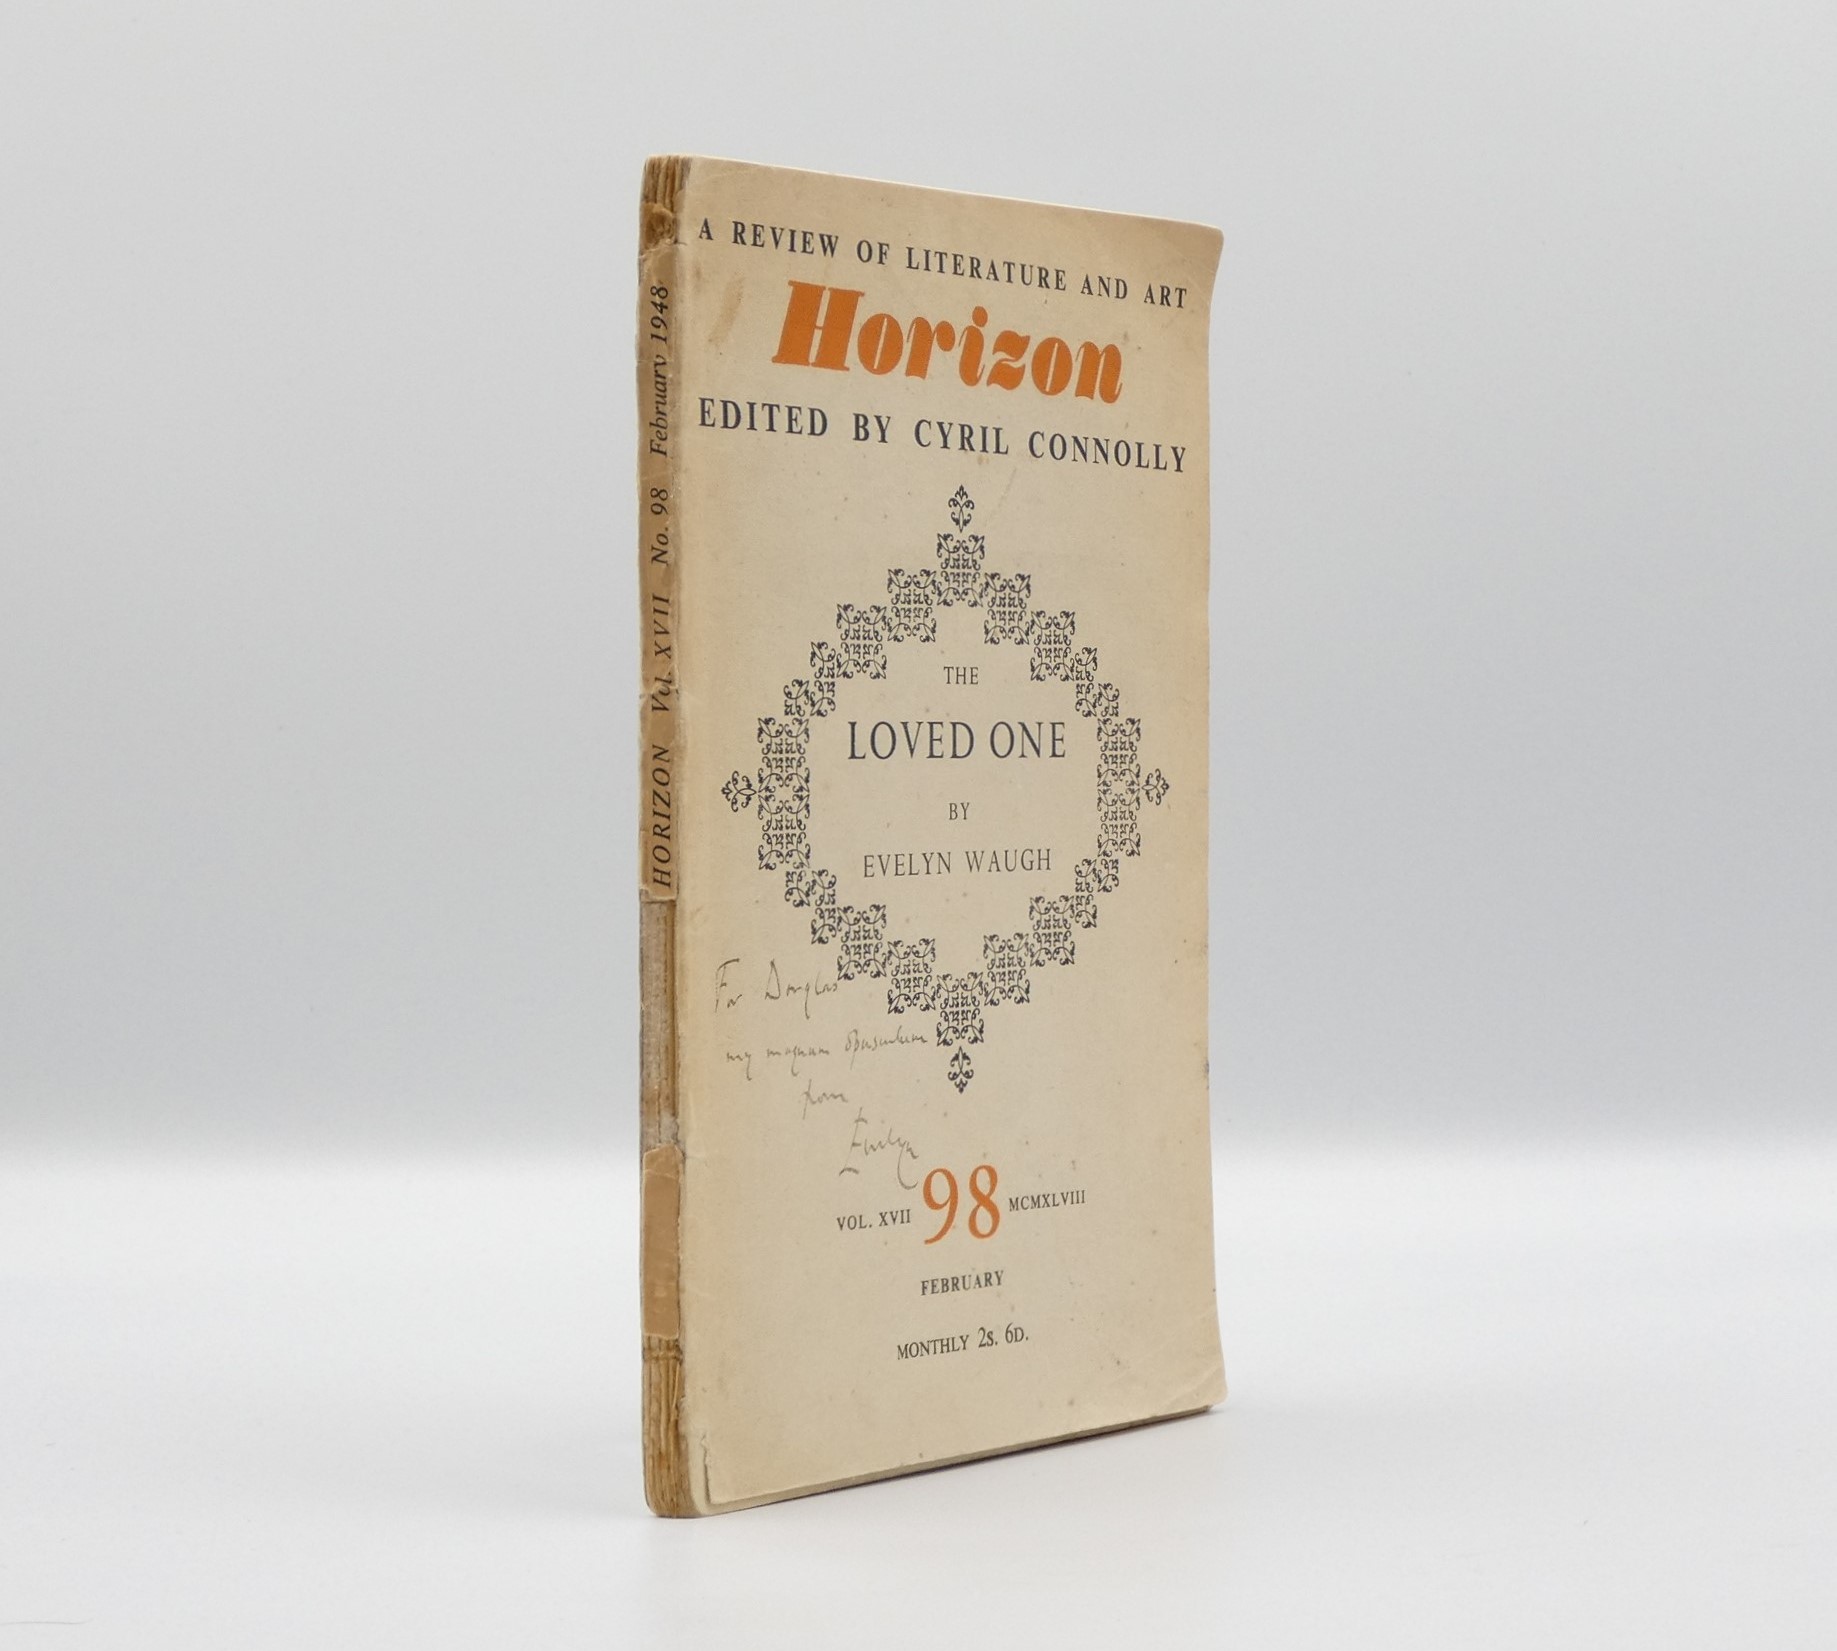 HORIZON Vol. XVII No. 98 February 1948
A REVIEW OF LITERATURE AND ART
Horizon
EDITED BY CYRIL CONNOLLY
THE
LOVED ONE
BY
EVELYN WAUGH
For Douglas
my magnum opusculum
from
Evelyn
VOL. XVII 98 MCMXLVIII
FEBRUARY
MONTHLY 2s. 6D.